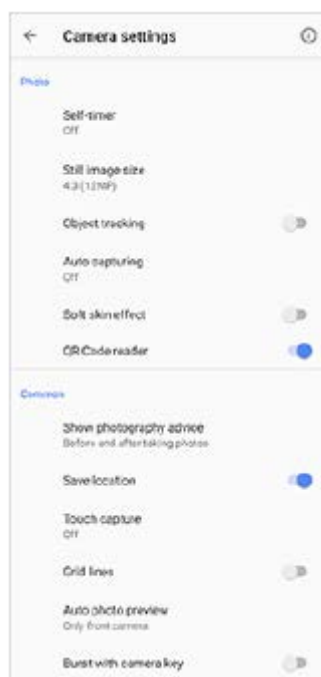 Camera settings
Photo
Self-timer
Off
Still image size
4:3 (12MP)
Object tracking
Auto capturing
Off
Soft skin effect
QR Code reader
Common
Show photography advice
Before and after taking photos
Save location
Touch capture
Off
Grid lines
Auto photo preview
Only front camera
Burst with camera key